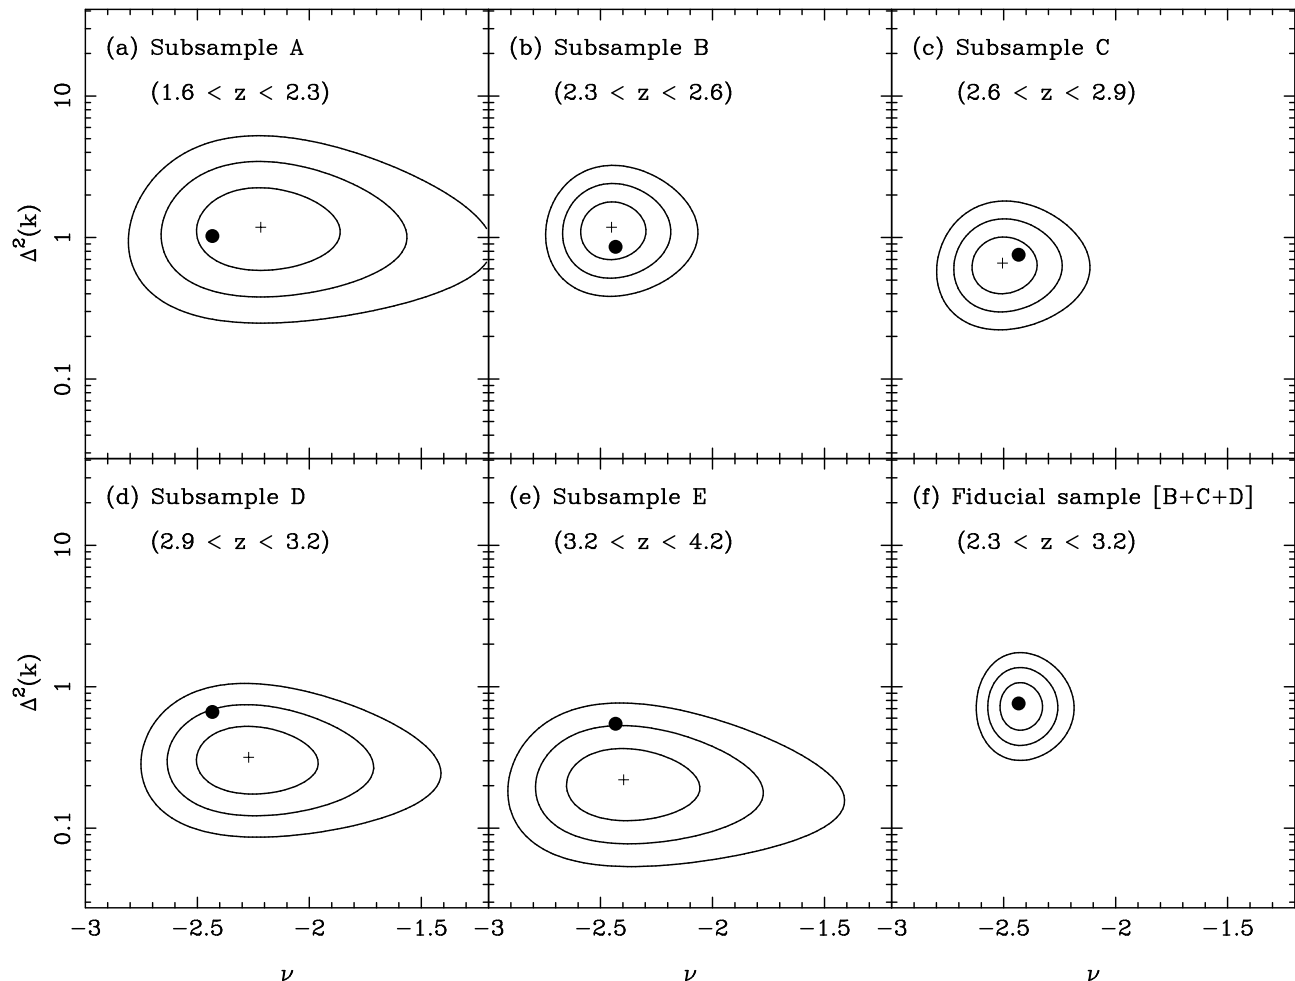 (a) Subsample A
(1.6 < z < 2.3)
(b) Subsample B
(2.3 < z < 2.6)
(c) Subsample C
(2.6 < z < 2.9)
10
1
0.1
Δ²(k)
(d) Subsample D
(2.9 < z < 3.2)
(e) Subsample E
(3.2 < z < 4.2)
(f) Fiducial sample [B+C+D]
(2.3 < z < 3.2)
10
1
0.1
Δ²(k)
−3 −2.5 −2 −1.5 −3 −2.5 −2 −1.5 −3 −2.5 −2 −1.5
ν ν ν